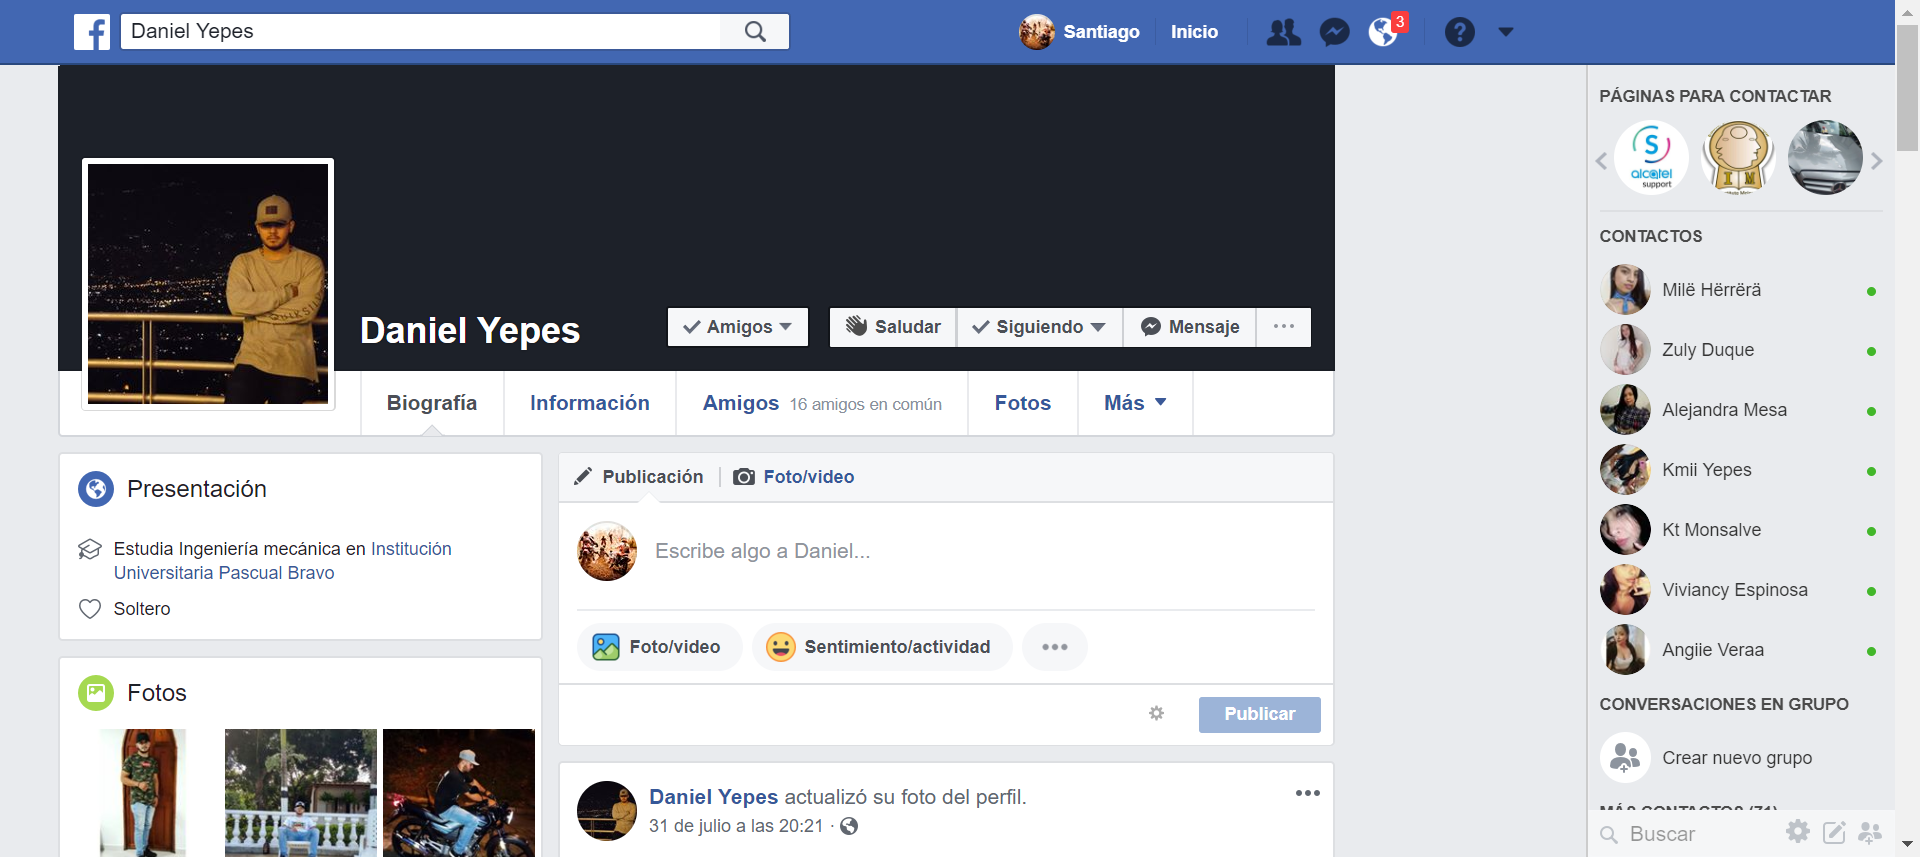 Daniel Yepes
Santiago
Inicio
3
?
Daniel Yepes
Amigos
Saludar
Siguiendo
Mensaje
Biografía
Información
Amigos 16 amigos en común
Fotos
Más
Presentación
Estudia Ingeniería mecánica en Institución
Universitaria Pascual Bravo
Soltero
Fotos
Publicación
Foto/video
Escribe algo a Daniel...
Foto/video
Sentimiento/actividad
Publicar
Daniel Yepes actualizó su foto del perfil.
31 de julio a las 20:21 ·
PÁGINAS PARA CONTACTAR
S
alcatel
support
I M
CONTACTOS
Milë Hërrërä
Zuly Duque
Alejandra Mesa
Kmii Yepes
Kt Monsalve
Viviancy Espinosa
Angiie Veraa
CONVERSACIONES EN GRUPO
Crear nuevo grupo
MÁS CONTACTOS (71)
Buscar